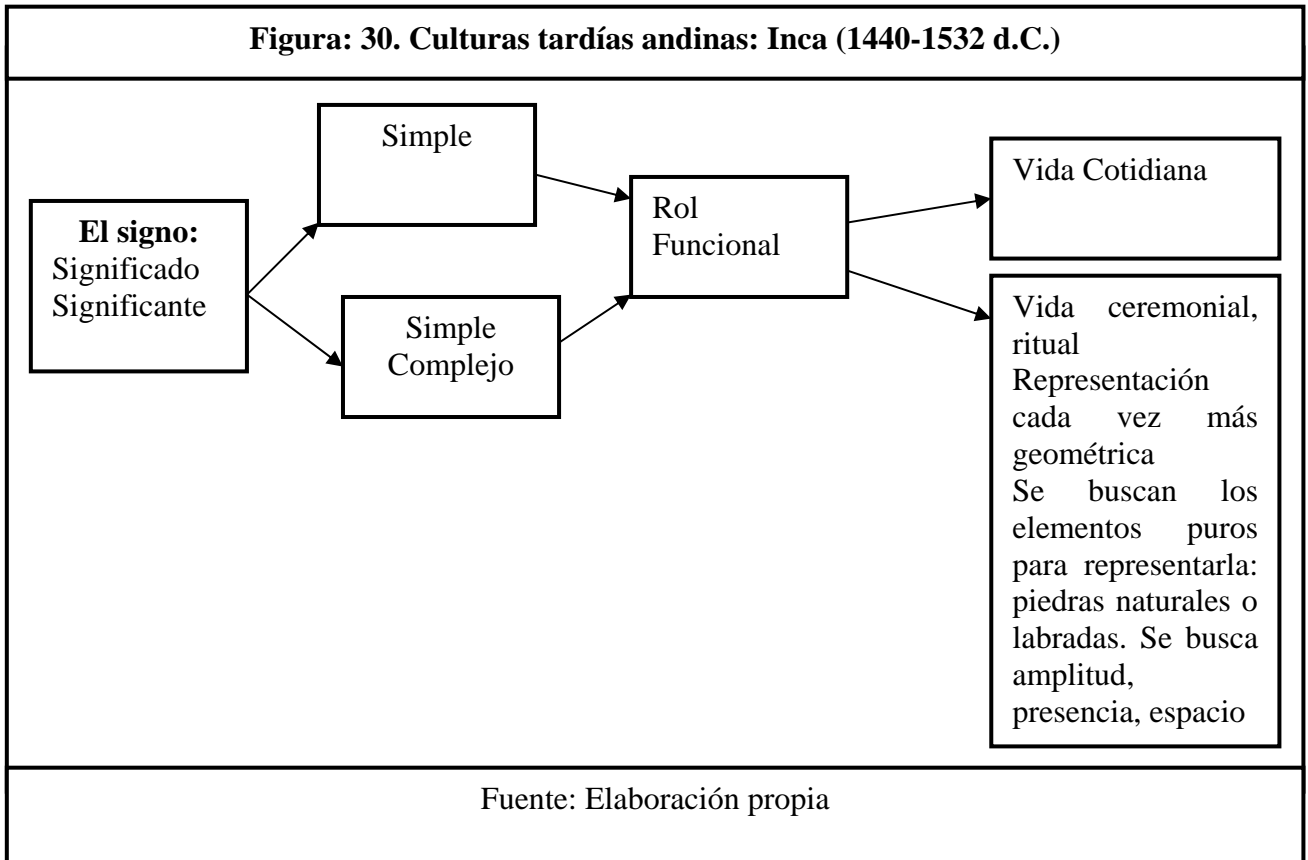 Figura: 30. Culturas tardías andinas: Inca (1440-1532 d.C.)
El signo:
Significado
Significante
Simple
Simple
Complejo
Rol
Funcional
Vida Cotidiana
Vida ceremonial,
ritual
Representación
cada vez más
geométrica
Se buscan los
elementos puros
para representarla:
piedras naturales o
labradas. Se busca
amplitud,
presencia, espacio
Fuente: Elaboración propia